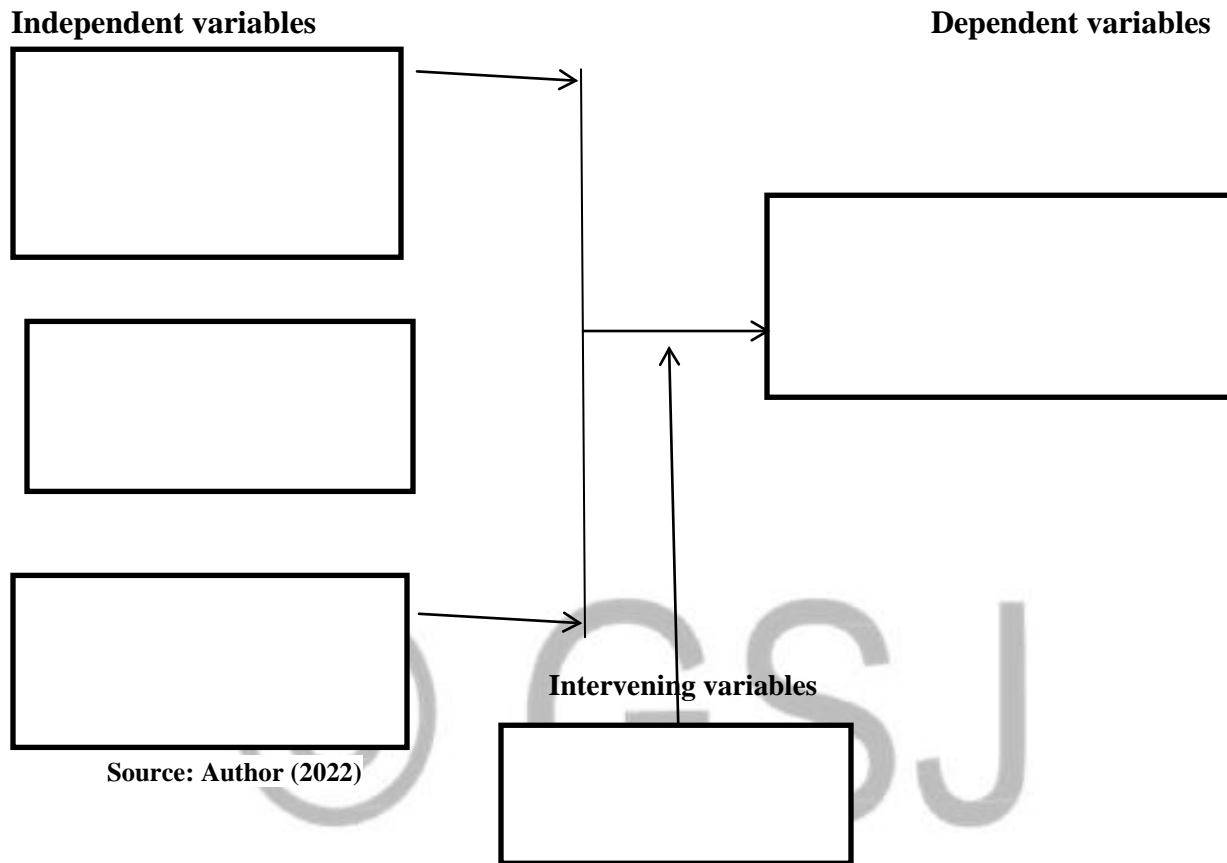 Independent variables
Dependent variables
Intervening variables
Source: Author (2022)
© GSJ